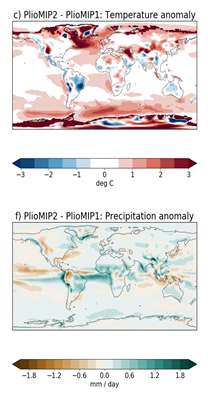 c) PlioMIP2 - PlioMIP1: Temperature anomaly
−3 −2 −1 0 1 2 3
deg C
f) PlioMIP2 - PlioMIP1: Precipitation anomaly
−1.8 −1.2 −0.6 0.0 0.6 1.2 1.8
mm / day